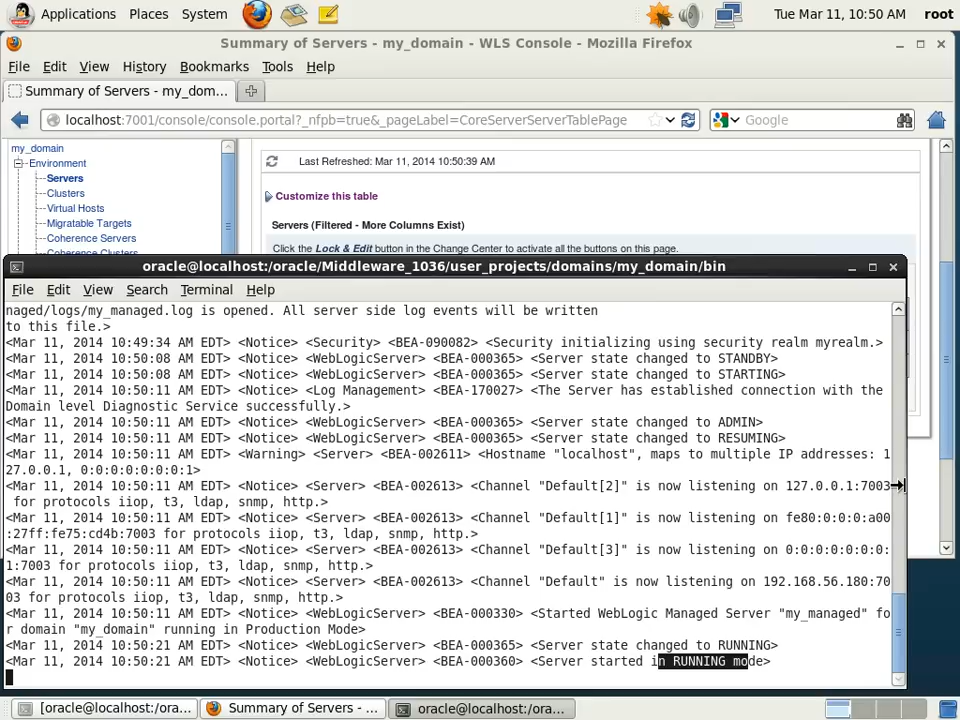 Applications Places System Tue Mar 11, 10:50 AM root
Summary of Servers - my_domain - WLS Console - Mozilla Firefox
File Edit View History Bookmarks Tools Help
Summary of Servers - my_dom...
localhost:7001/console/console.portal?_nfpb=true&_pageLabel=CoreServerServerTablePage Google
my_domain
Environment
Servers
Clusters
Virtual Hosts
Migratable Targets
Coherence Servers
Coherence Clusters
Last Refreshed: Mar 11, 2014 10:50:39 AM
Customize this table
Servers (Filtered - More Columns Exist)
Click the Lock & Edit button in the Change Center to activate all the buttons on this page.
oracle@localhost:/oracle/Middleware_1036/user_projects/domains/my_domain/bin
File Edit View Search Terminal Help
naged/logs/my_managed.log is opened. All server side log events will be written
to this file.>
<Mar 11, 2014 10:49:34 AM EDT> <Notice> <Security> <BEA-090082> <Security initializing using security realm myrealm.>
<Mar 11, 2014 10:50:08 AM EDT> <Notice> <WebLogicServer> <BEA-000365> <Server state changed to STANDBY>
<Mar 11, 2014 10:50:08 AM EDT> <Notice> <WebLogicServer> <BEA-000365> <Server state changed to STARTING>
<Mar 11, 2014 10:50:11 AM EDT> <Notice> <Log Management> <BEA-170027> <The Server has established connection with the
Domain level Diagnostic Service successfully.>
<Mar 11, 2014 10:50:11 AM EDT> <Notice> <WebLogicServer> <BEA-000365> <Server state changed to ADMIN>
<Mar 11, 2014 10:50:11 AM EDT> <Notice> <WebLogicServer> <BEA-000365> <Server state changed to RESUMING>
<Mar 11, 2014 10:50:11 AM EDT> <Warning> <Server> <BEA-002611> <Hostname "localhost", maps to multiple IP addresses: 1
27.0.0.1, 0:0:0:0:0:0:0:1>
<Mar 11, 2014 10:50:11 AM EDT> <Notice> <Server> <BEA-002613> <Channel "Default[2]" is now listening on 127.0.0.1:7003
for protocols iiop, t3, ldap, snmp, http.>
<Mar 11, 2014 10:50:11 AM EDT> <Notice> <Server> <BEA-002613> <Channel "Default[1]" is now listening on fe80:0:0:0:a00
:27ff:fe75:cd4b:7003 for protocols iiop, t3, ldap, snmp, http.>
<Mar 11, 2014 10:50:11 AM EDT> <Notice> <Server> <BEA-002613> <Channel "Default[3]" is now listening on 0:0:0:0:0:0:0:
1:7003 for protocols iiop, t3, ldap, snmp, http.>
<Mar 11, 2014 10:50:11 AM EDT> <Notice> <Server> <BEA-002613> <Channel "Default" is now listening on 192.168.56.180:70
03 for protocols iiop, t3, ldap, snmp, http.>
<Mar 11, 2014 10:50:11 AM EDT> <Notice> <WebLogicServer> <BEA-000330> <Started WebLogic Managed Server "my_managed" fo
r domain "my_domain" running in Production Mode>
<Mar 11, 2014 10:50:21 AM EDT> <Notice> <WebLogicServer> <BEA-000365> <Server state changed to RUNNING>
<Mar 11, 2014 10:50:21 AM EDT> <Notice> <WebLogicServer> <BEA-000360> <Server started in RUNNING mode>
[oracle@localhost:/ora... Summary of Servers - ... oracle@localhost:/ora...